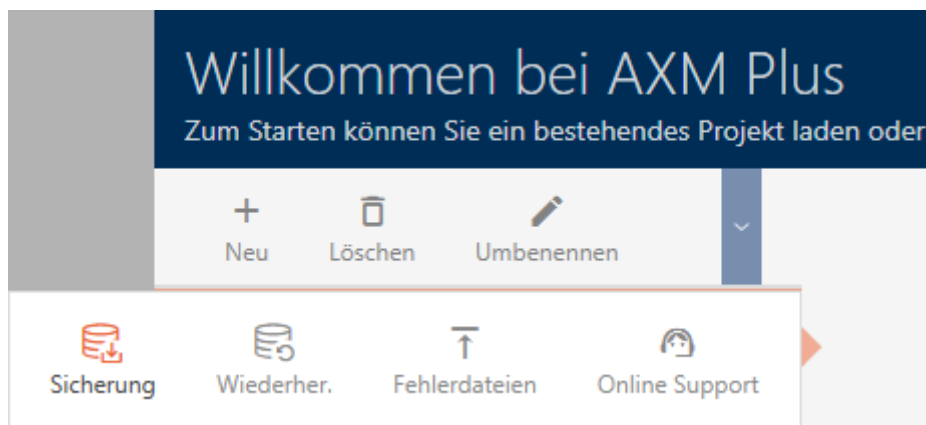 Willkommen bei AXM Plus
Zum Starten können Sie ein bestehendes Projekt laden oder
Neu Löschen Umbenennen
Sicherung Wiederher. Fehlerdateien Online Support